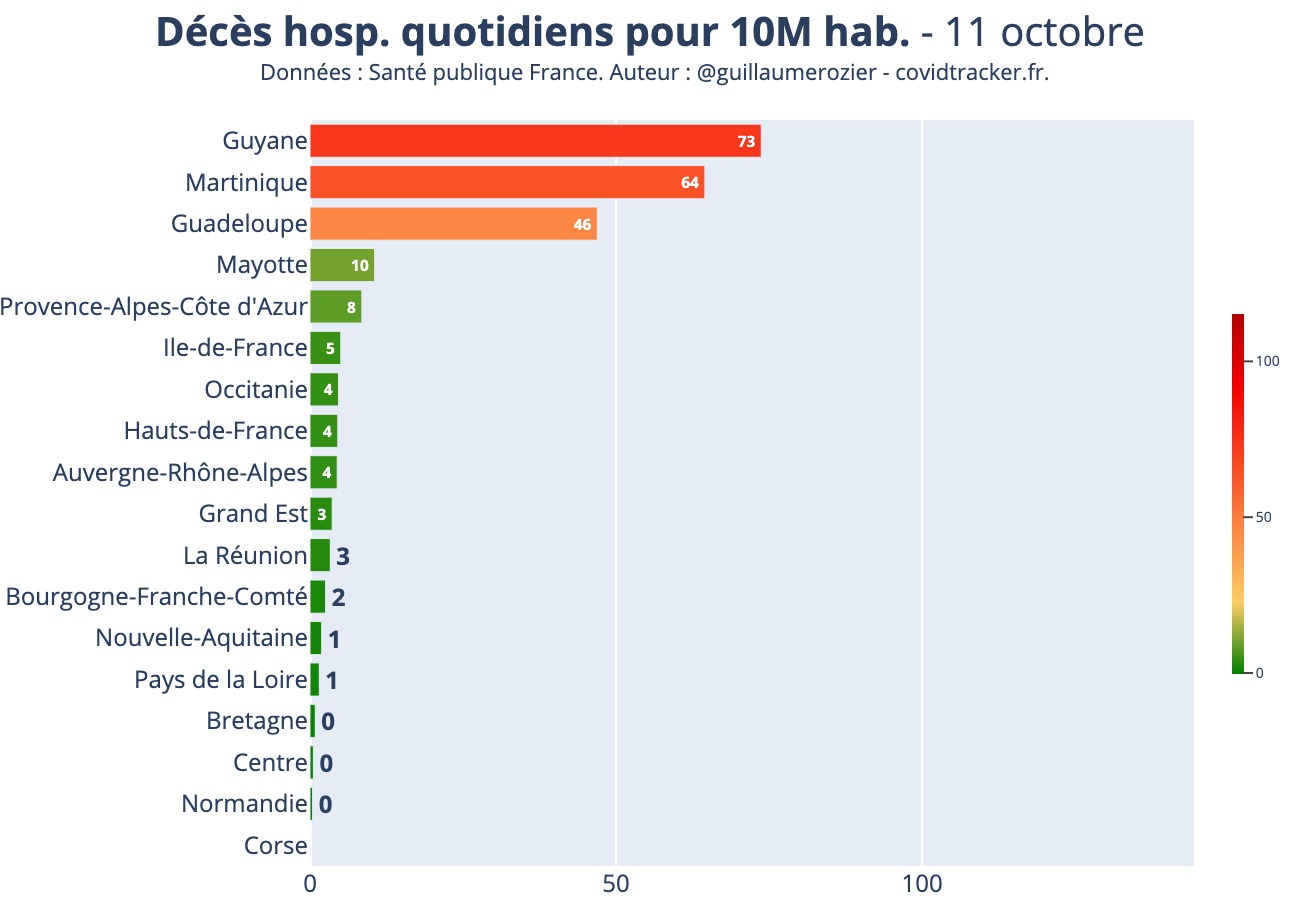 Décès hosp. quotidiens pour 10M hab. - 11 octobre
Données : Santé publique France. Auteur : @guillaumerozier - covidtracker.fr.
Guyane 73
Martinique 64
Guadeloupe 46
Mayotte 10
Provence-Alpes-Côte d'Azur 8
Ile-de-France 5
Occitanie 4
Hauts-de-France 4
Auvergne-Rhône-Alpes 4
Grand Est 3
La Réunion 3
Bourgogne-Franche-Comté 2
Nouvelle-Aquitaine 1
Pays de la Loire 1
Bretagne 0
Centre 0
Normandie 0
Corse
0 50 100
100
50
0